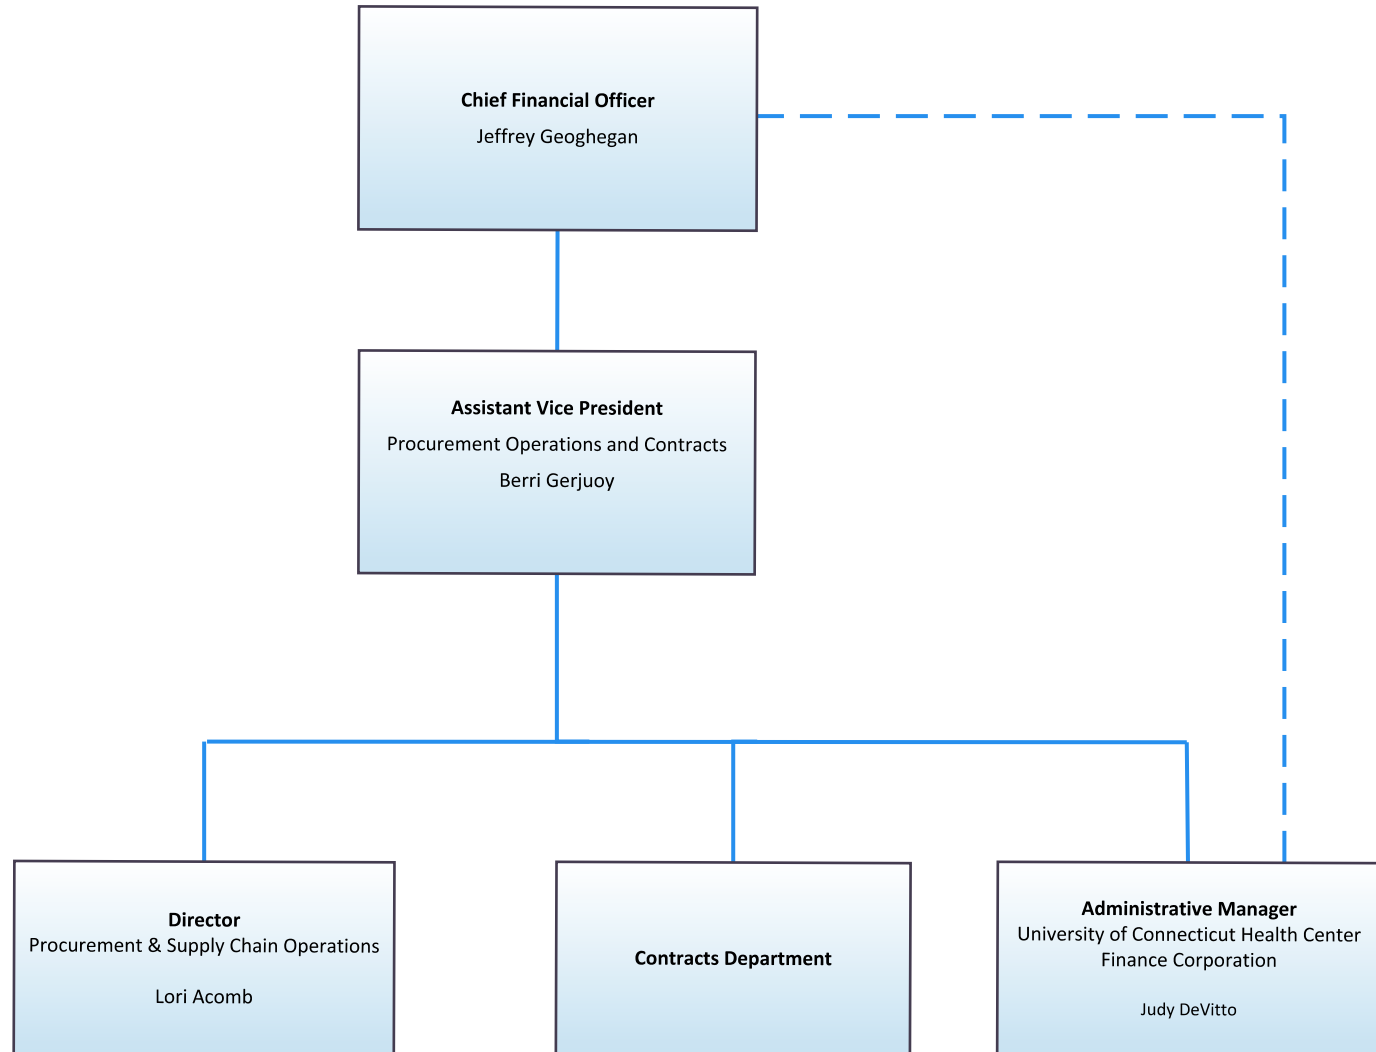 Chief Financial Officer
Jeffrey Geoghegan
Assistant Vice President
Procurement Operations and Contracts
Berri Gerjuoy
Director
Procurement & Supply Chain Operations
Lori Acomb
Contracts Department
Administrative Manager
University of Connecticut Health Center
Finance Corporation
Judy DeVitto